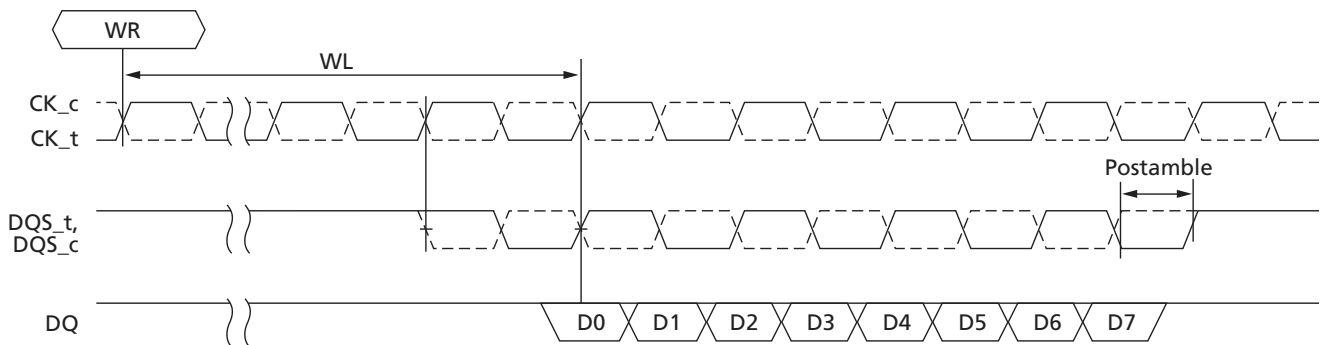 WR
WL
CK_c
CK_t
Postamble
DQS_t,
DQS_c
DQ
D0 D1 D2 D3 D4 D5 D6 D7